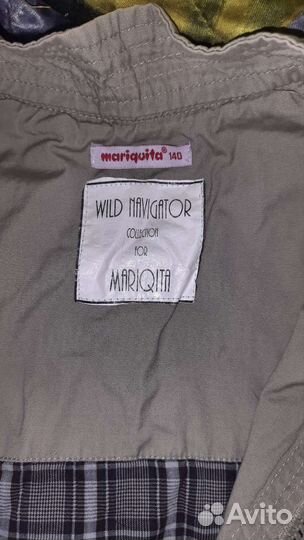 mariquita® 140
WILD NAVIGATOR
COLLECTION
FOR
MARIQITA
Avito